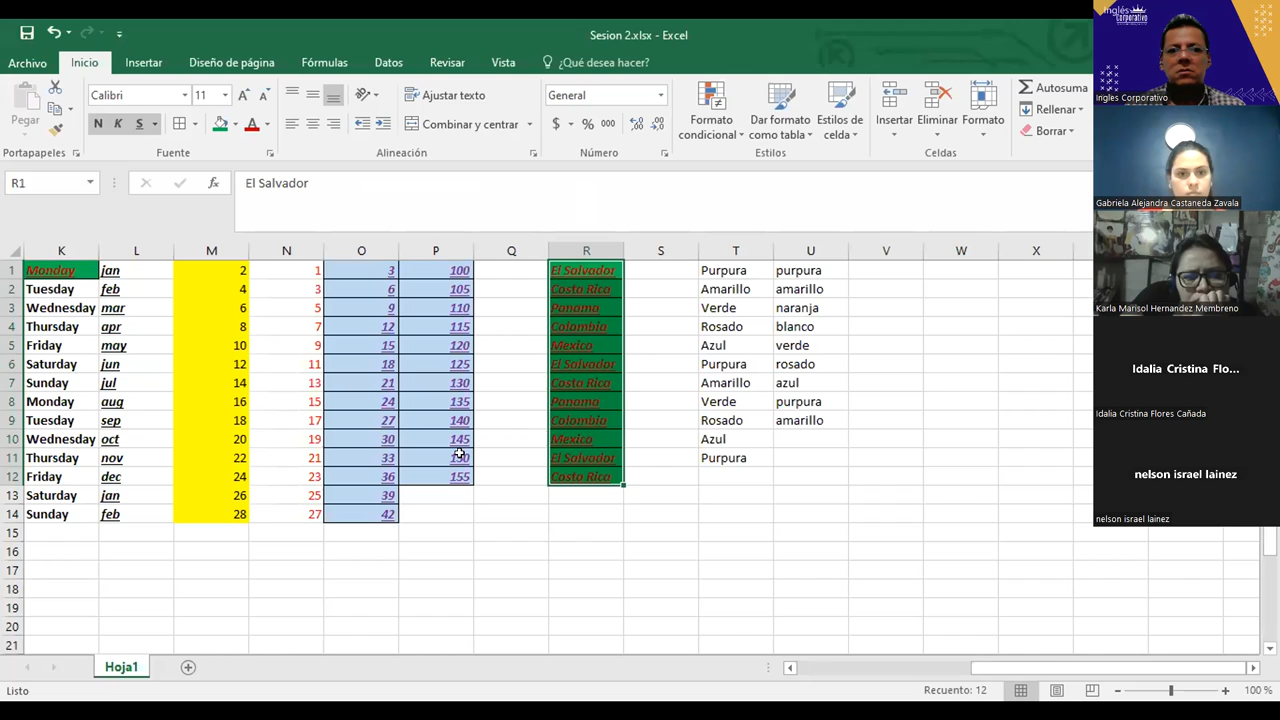 Sesion 2.xlsx - Excel
Archivo Inicio Insertar Diseño de página Fórmulas Datos Revisar Vista ¿Qué desea hacer?
Pegar Calibri 11 A A Ajustar texto General Formato condicional Dar formato como tabla Estilos de celda Insertar Eliminar Formato Autosuma
N K S A Combinar y centrar $ % 000 Rellenar
Borrar
Portapapeles Fuente Alineación Número Estilos Celdas
R1 fx El Salvador
K L M N O P Q R S T U V W X
1 Monday jan 2 1 3 100 El Salvador Purpura purpura
2 Tuesday feb 4 3 6 105 Costa Rica Amarillo amarillo
3 Wednesday mar 6 5 9 110 Panama Verde naranja
4 Thursday apr 8 7 12 115 Colombia Rosado blanco
5 Friday may 10 9 15 120 Mexico Azul verde
6 Saturday jun 12 11 18 125 El Salvador Purpura rosado
7 Sunday jul 14 13 21 130 Costa Rica Amarillo azul
8 Monday aug 16 15 24 135 Panama Verde purpura
9 Tuesday sep 18 17 27 140 Colombia Rosado amarillo
10 Wednesday oct 20 19 30 145 Mexico Azul
11 Thursday nov 22 21 33 150 El Salvador Purpura
12 Friday dec 24 23 36 155 Costa Rica
13 Saturday jan 26 25 39
14 Sunday feb 28 27 42
15
16
17
18
19
20
21
Hoja1
Listo Recuento: 12 100 %
Inglés
Corporativo
Ingles Corporativo
Gabriela Alejandra Castaneda Zavala
Karla Marisol Hernandez Membreno
Idalia Cristina Flo...
Idalia Cristina Flores Cañada
nelson israel lainez
nelson israel lainez